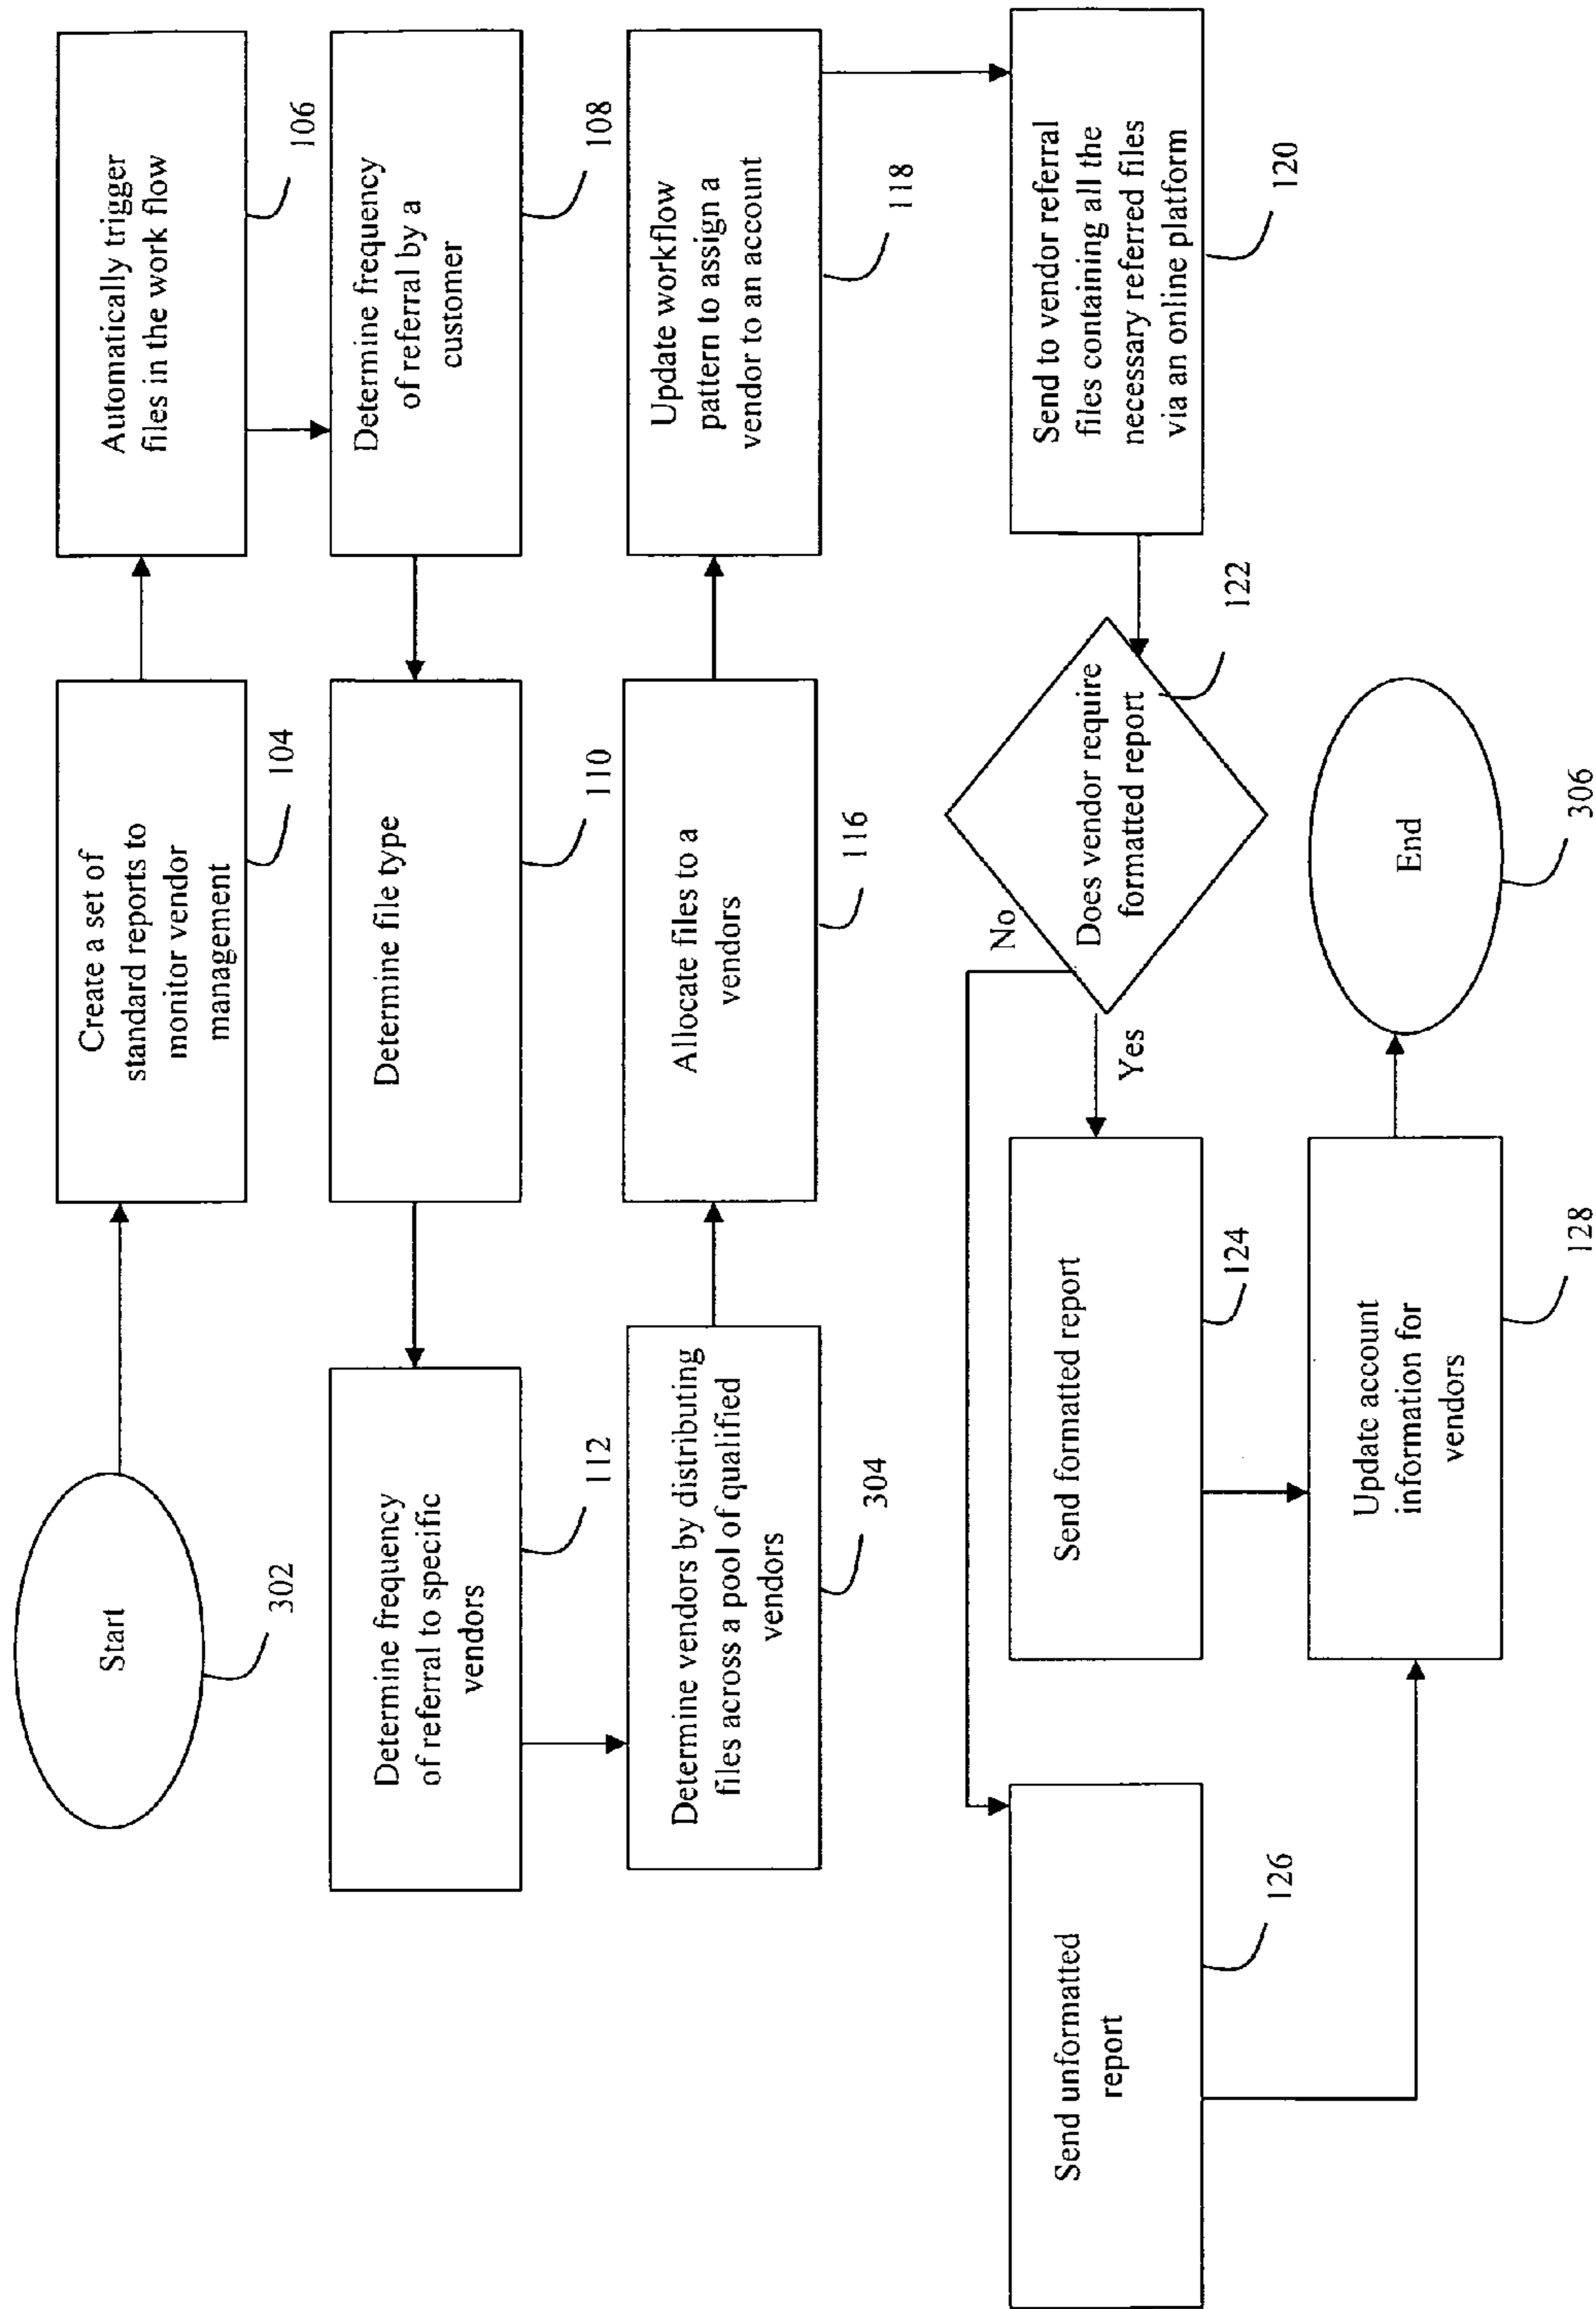 Start
302
Create a set of
standard reports to
monitor vendor
management
104
Automatically trigger
files in the work flow
106
Determine frequency
of referral by a
customer
108
Determine file type
110
Determine frequency
of referral to specific
vendors
112
Determine vendors by distributing
files across a pool of qualified
vendors
304
Allocate files to a
vendors
116
Update workflow
pattern to assign a
vendor to an account
118
Send to vendor referral
files containing all the
necessary referred files
via an online platform
120
Does vendor require
formatted report
122
No
Yes
Send formatted report
124
Send unformatted
report
126
Update account
information for
vendors
128
End
306